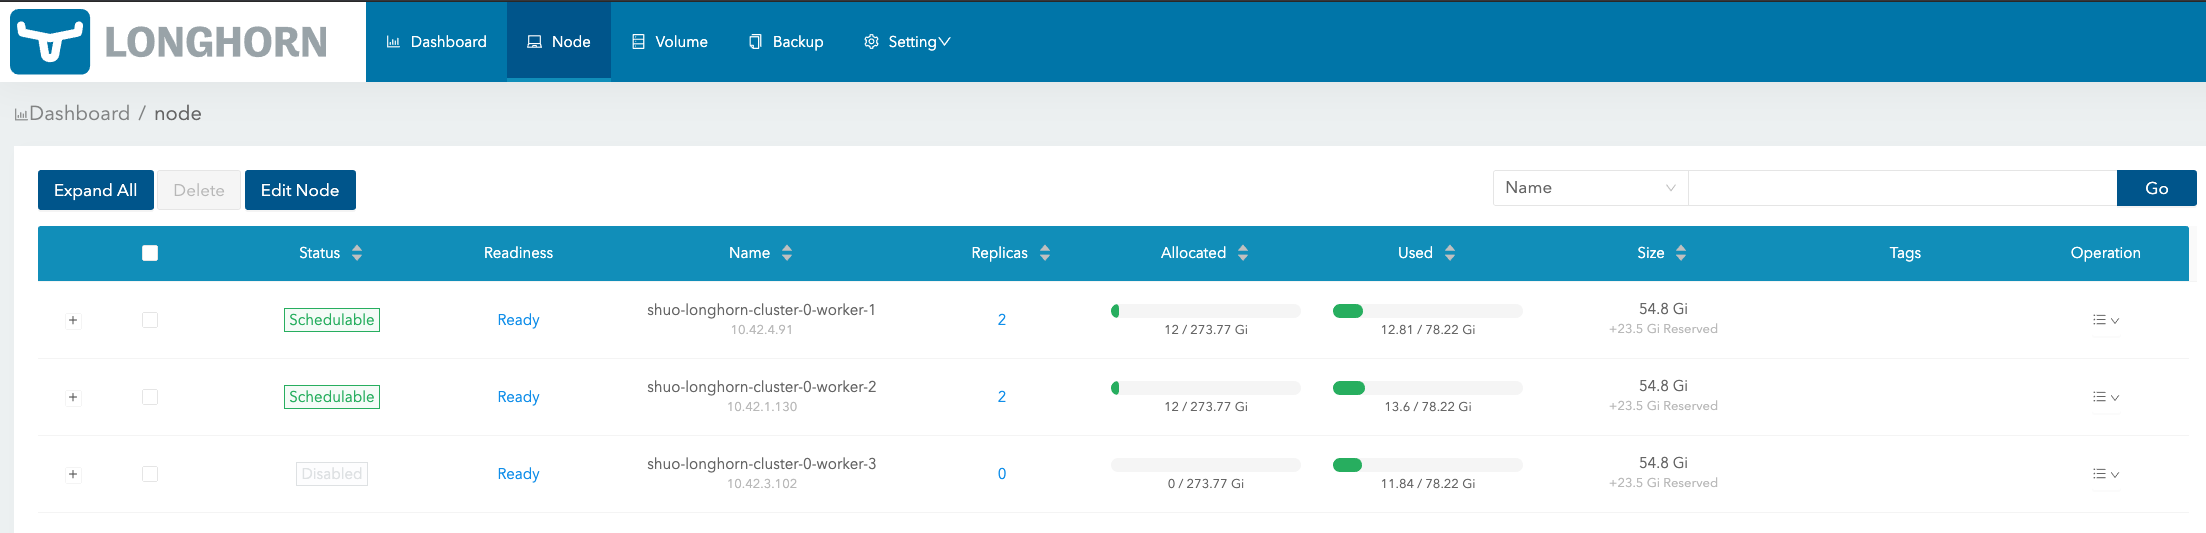 LONGHORN
Dashboard Node Volume Backup Setting
Dashboard / node
Expand All Delete Edit Node Name Go
Status Readiness Name Replicas Allocated Used Size Tags Operation
+ Schedulable Ready shuo-longhorn-cluster-0-worker-1 2 54.8 Gi
10.42.4.91 12 / 273.77 Gi 12.81 / 78.22 Gi +23.5 Gi Reserved
+ Schedulable Ready shuo-longhorn-cluster-0-worker-2 2 54.8 Gi
10.42.1.130 12 / 273.77 Gi 13.6 / 78.22 Gi +23.5 Gi Reserved
+ Disabled Ready shuo-longhorn-cluster-0-worker-3 0 54.8 Gi
10.42.3.102 0 / 273.77 Gi 11.84 / 78.22 Gi +23.5 Gi Reserved